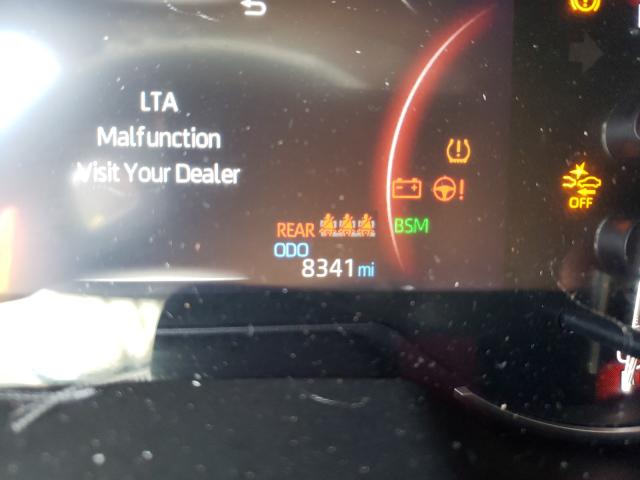 LTA
Malfunction
Visit Your Dealer
OFF
REAR
BSM
ODO
8341 mi